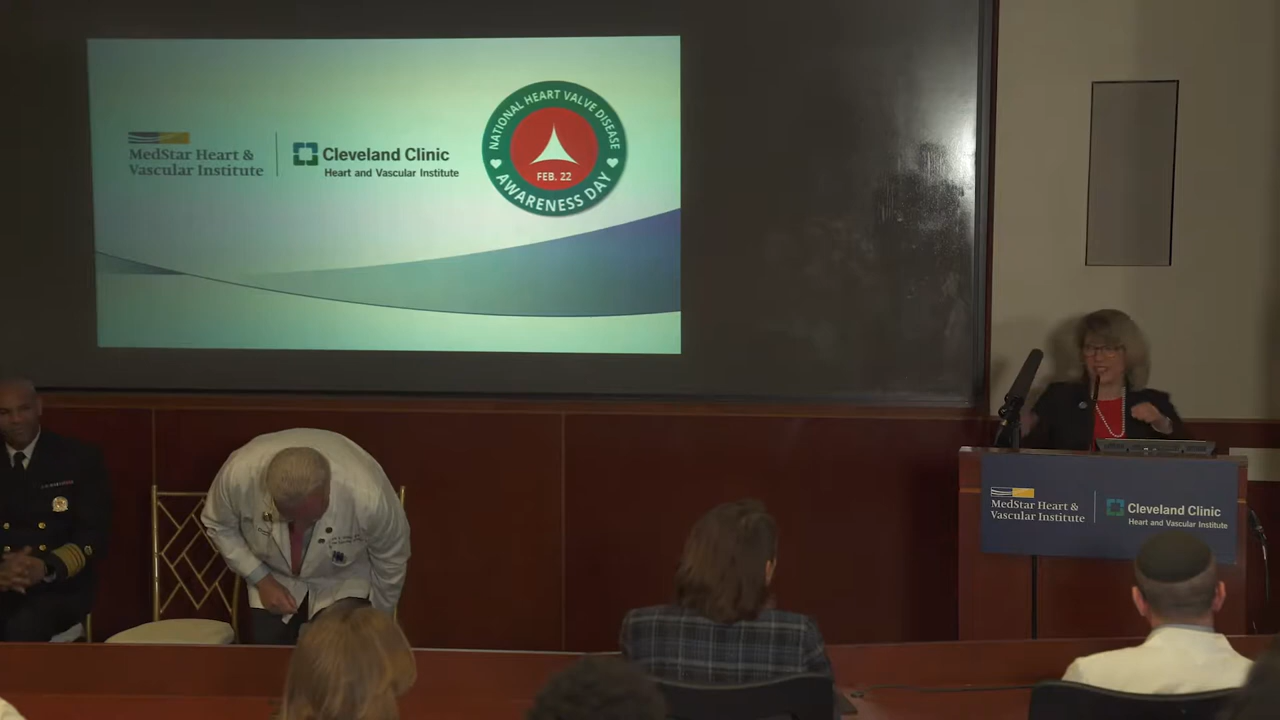 MedStar Heart &
Vascular Institute
Cleveland Clinic
Heart and Vascular Institute
NATIONAL HEART VALVE DISEASE
FEB. 22
AWARENESS DAY
MedStar Heart &
Vascular Institute
Cleveland Clinic
Heart and Vascular Institute